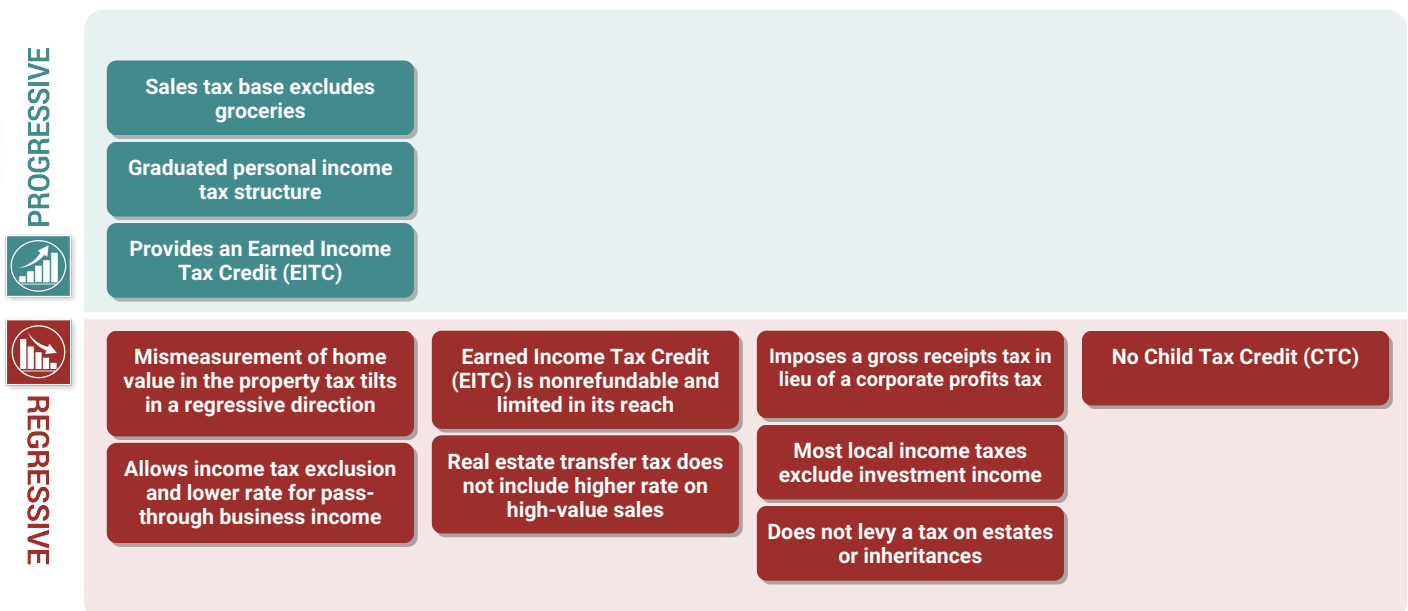 PROGRESSIVE
Sales tax base excludes
groceries
Graduated personal income
tax structure
Provides an Earned Income
Tax Credit (EITC)
REGRESSIVE
Mismeasurement of home
value in the property tax tilts
in a regressive direction
Allows income tax exclusion
and lower rate for pass-
through business income
Earned Income Tax Credit
(EITC) is nonrefundable and
limited in its reach
Real estate transfer tax does
not include higher rate on
high-value sales
Imposes a gross receipts tax in
lieu of a corporate profits tax
Most local income taxes
exclude investment income
Does not levy a tax on estates
or inheritances
No Child Tax Credit (CTC)